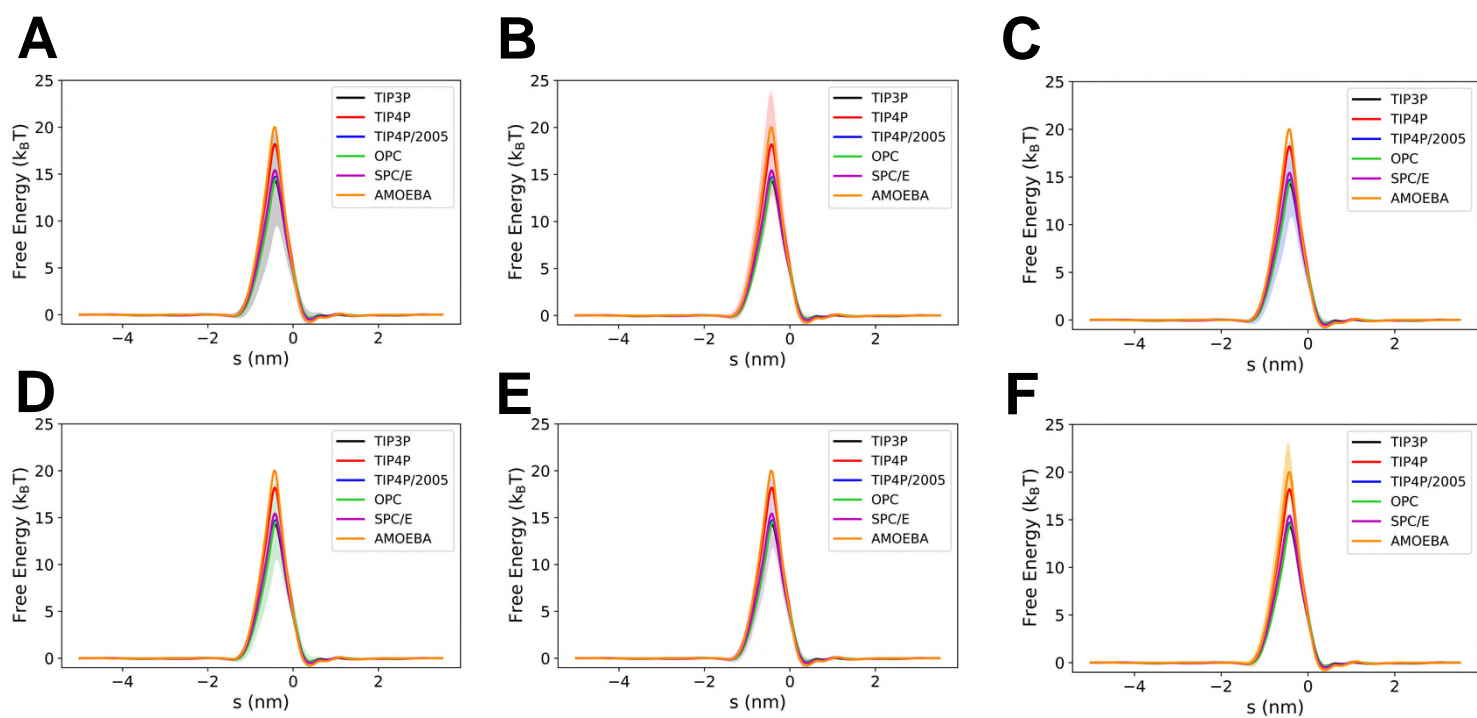 A
B
C
25
20
15
10
5
0
Free Energy (kBT)
−4
−2
0
2
s (nm)
TIP3P
TIP4P
TIP4P/2005
OPC
SPC/E
AMOEBA
25
20
15
10
5
0
Free Energy (kBT)
−4
−2
0
2
s (nm)
TIP3P
TIP4P
TIP4P/2005
OPC
SPC/E
AMOEBA
25
20
15
10
5
0
Free Energy (kBT)
−4
−2
0
2
s (nm)
TIP3P
TIP4P
TIP4P/2005
OPC
SPC/E
AMOEBA
D
E
F
25
20
15
10
5
0
Free Energy (kBT)
−4
−2
0
2
s (nm)
TIP3P
TIP4P
TIP4P/2005
OPC
SPC/E
AMOEBA
25
20
15
10
5
0
Free Energy (kBT)
−4
−2
0
2
s (nm)
TIP3P
TIP4P
TIP4P/2005
OPC
SPC/E
AMOEBA
25
20
15
10
5
0
Free Energy (kBT)
−4
−2
0
2
s (nm)
TIP3P
TIP4P
TIP4P/2005
OPC
SPC/E
AMOEBA